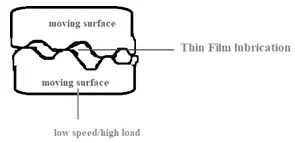 moving surface
Thin Film lubrication
moving surface
low speed/high load